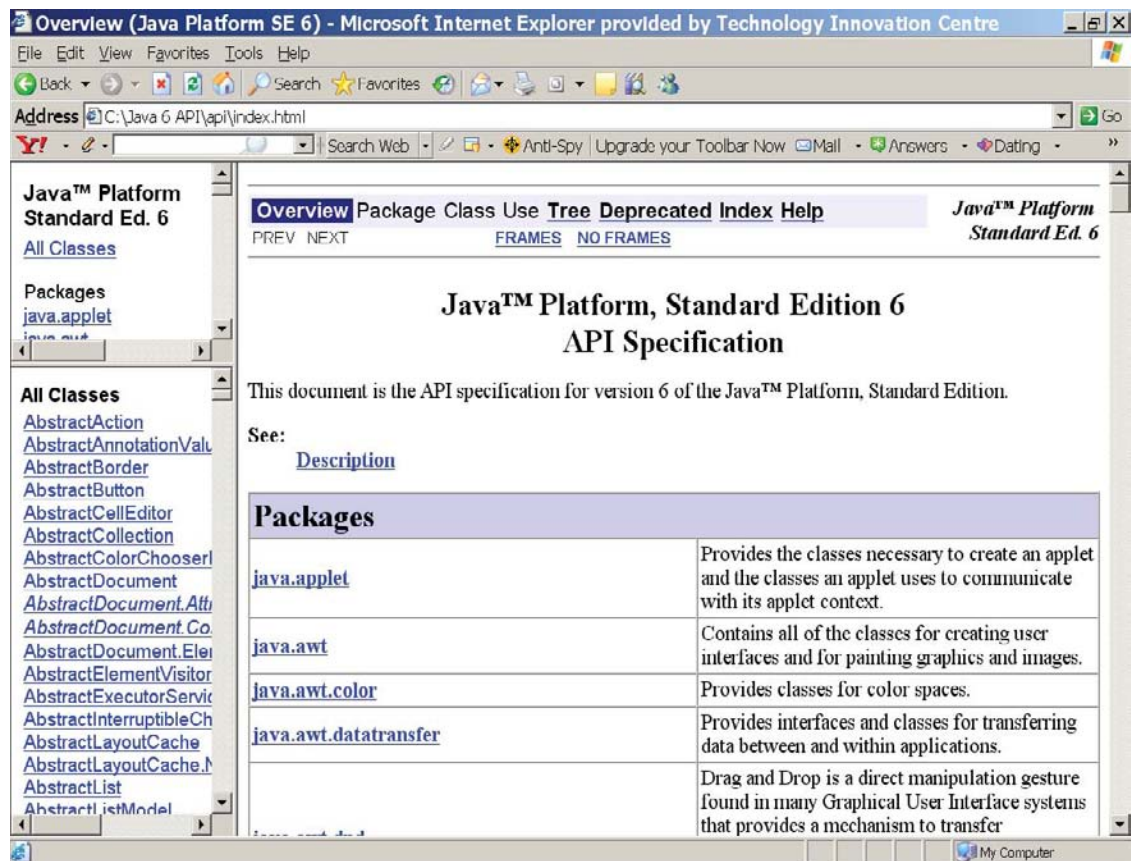 Overview (Java Platform SE 6) - Microsoft Internet Explorer provided by Technology Innovation Centre
File Edit View Favorites Tools Help
Back Search Favorites
Address C:\Java 6 API\api\index.html Go
Y! Search Web Anti-Spy Upgrade your Toolbar Now Mail Answers Dating »
Java™ Platform
Standard Ed. 6
All Classes
Packages
java.applet
java.awt
All Classes
AbstractAction
AbstractAnnotationValu
AbstractBorder
AbstractButton
AbstractCellEditor
AbstractCollection
AbstractColorChooser
AbstractDocument
AbstractDocument.Att
AbstractDocument.Co
AbstractDocument.Ele
AbstractElementVisitor
AbstractExecutorServic
AbstractInterruptibleCh
AbstractLayoutCache
AbstractLayoutCache.N
AbstractList
AbstractListModel
Overview Package Class Use Tree Deprecated Index Help
PREV NEXT FRAMES NO FRAMES
Java™ Platform
Standard Ed. 6
Java™ Platform, Standard Edition 6
API Specification
This document is the API specification for version 6 of the Java™ Platform, Standard Edition.
See:
Description
Packages
java.applet
Provides the classes necessary to create an applet
and the classes an applet uses to communicate
with its applet context.
java.awt
Contains all of the classes for creating user
interfaces and for painting graphics and images.
java.awt.color
Provides classes for color spaces.
java.awt.datatransfer
Provides interfaces and classes for transferring
data between and within applications.
java.awt.dnd
Drag and Drop is a direct manipulation gesture
found in many Graphical User Interface systems
that provides a mechanism to transfer
My Computer